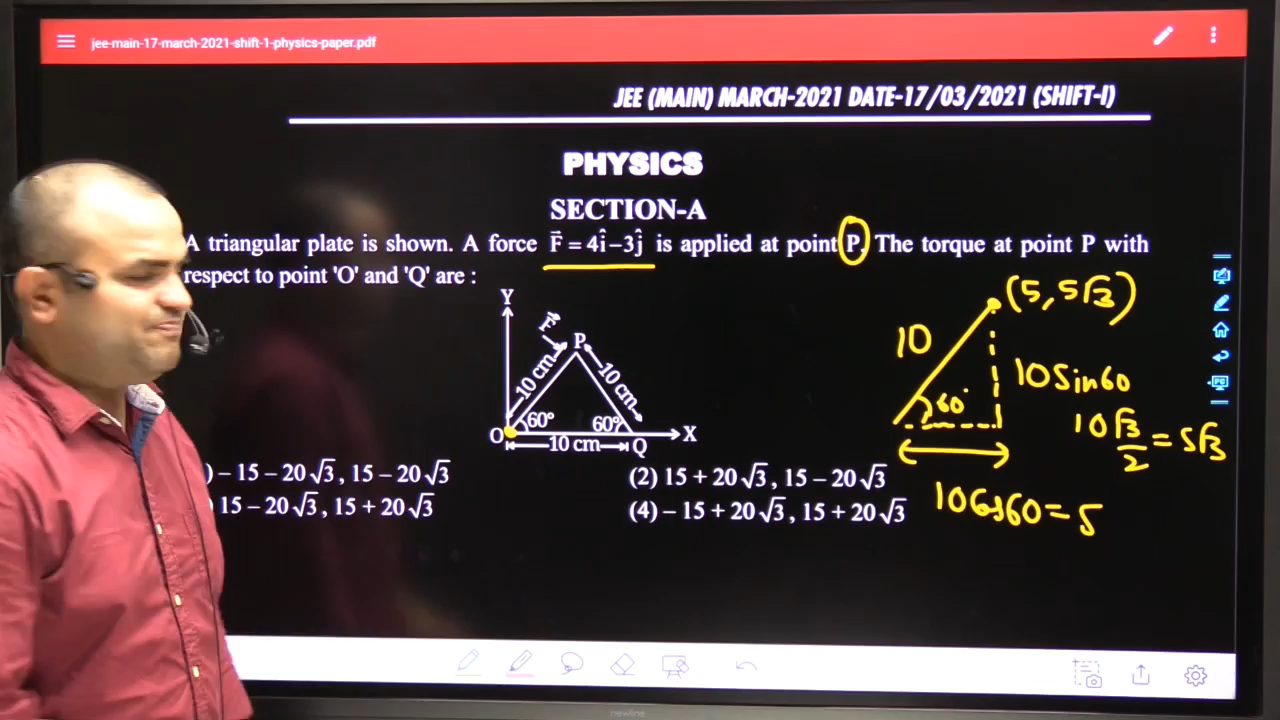 jee-main-17-march-2021-shift-1-physics-paper.pdf
JEE (MAIN) MARCH-2021 DATE-17/03/2021 (SHIFT-I)
PHYSICS
SECTION-A
A triangular plate is shown. A force F⃗ = 4î – 3ĵ is applied at point P. The torque at point P with
respect to point 'O' and 'Q' are :
Y
F⃗
P
10 cm
10 cm
60°
60°
O
Q
X
10 cm
(5, 5√3)
10
60°
10 Sin60
10 √3/2 = 5√3
10 Cos60 = 5
) – 15 – 20√3 , 15 – 20√3
(2) 15 + 20√3 , 15 – 20√3
15 – 20√3 , 15 + 20√3
(4) – 15 + 20√3 , 15 + 20√3
newline